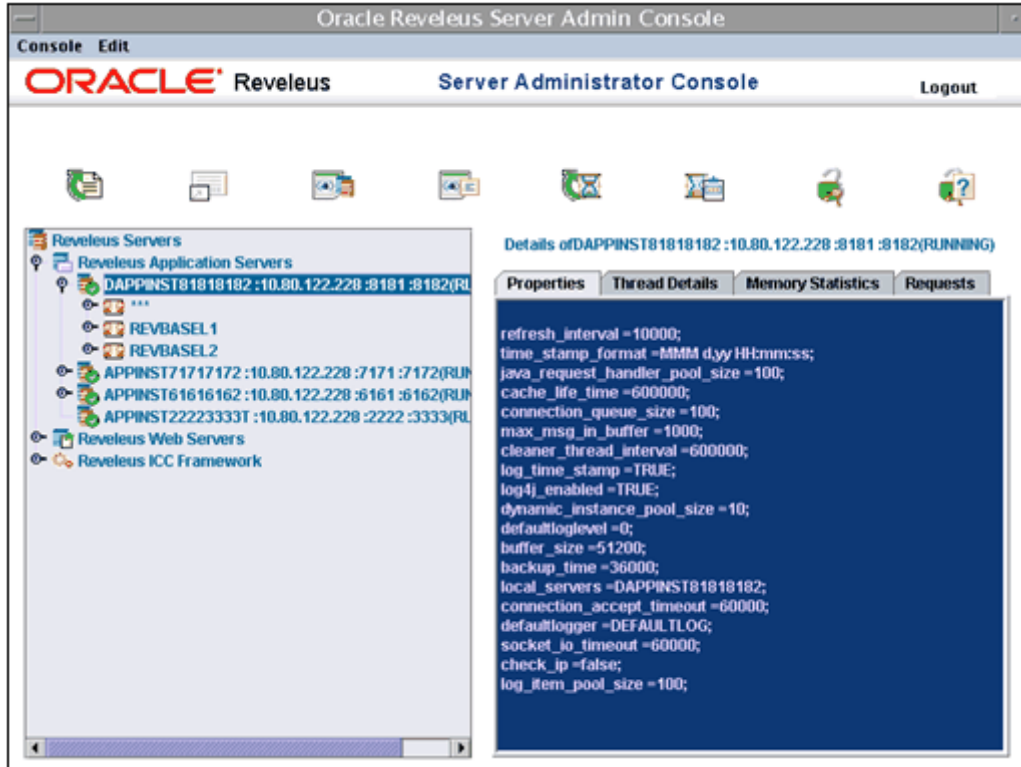 Oracle Reveleus Server Admin Console
Console Edit
ORACLE Reveleus Server Administrator Console Logout
Reveleus Servers
Reveleus Application Servers
DAPPINST81818182 :10.80.122.228 :8181 :8182(RU
***
REVBASEL1
REVBASEL2
APPINST71717172 :10.80.122.228 :7171 :7172(RUN
APPINST61616162 :10.80.122.228 :6161 :6162(RUN
APPINST22223333T :10.80.122.228 :2222 :3333(RU
Reveleus Web Servers
Reveleus ICC Framework
Details ofDAPPINST81818182 :10.80.122.228 :8181 :8182(RUNNING)
Properties Thread Details Memory Statistics Requests
refresh_interval =10000;
time_stamp_format =MMM d,yy HH:mm:ss;
java_request_handler_pool_size =100;
cache_life_time =600000;
connection_queue_size =100;
max_msg_in_buffer =1000;
cleaner_thread_interval =600000;
log_time_stamp =TRUE;
log4j_enabled =TRUE;
dynamic_instance_pool_size =10;
defaultloglevel =0;
buffer_size =51200;
backup_time =36000;
local_servers =DAPPINST81818182;
connection_accept_timeout =60000;
defaultlogger =DEFAULTLOG;
socket_io_timeout =60000;
check_ip =false;
log_item_pool_size =100;